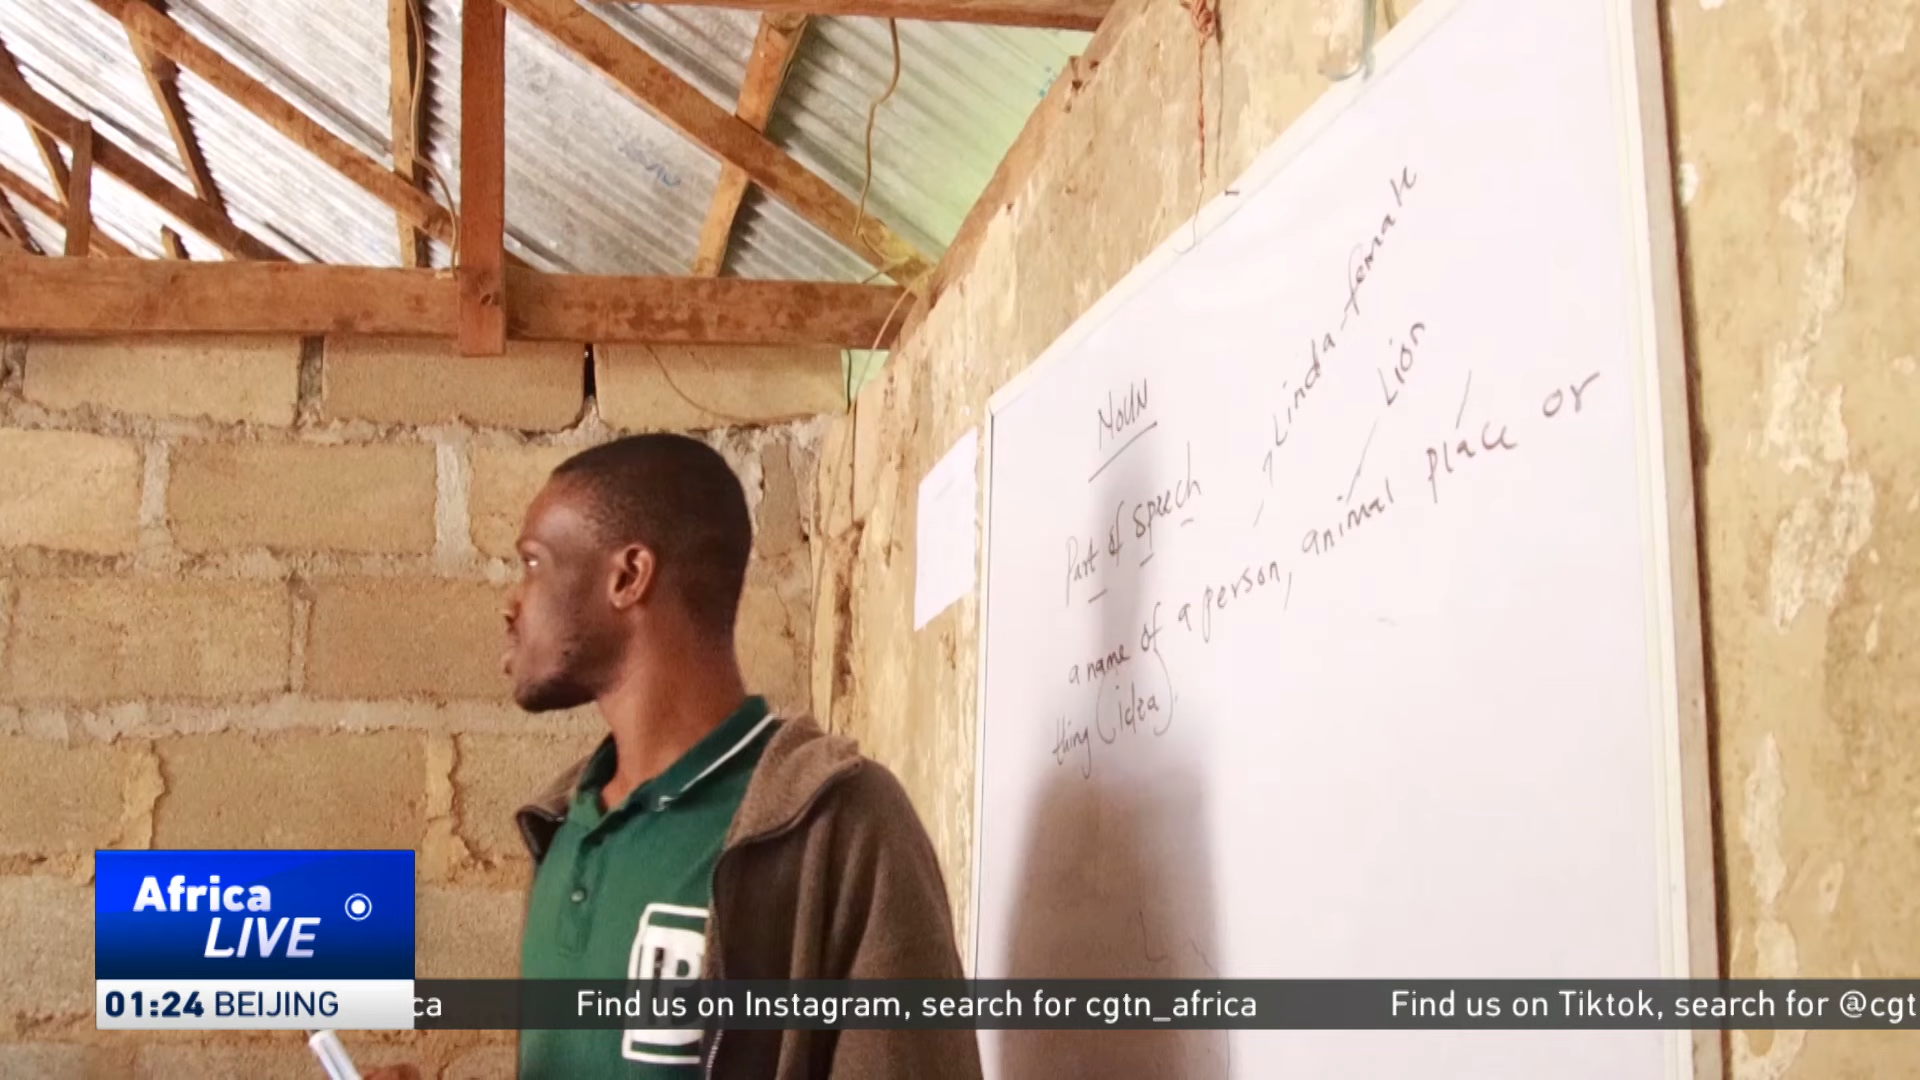 NOUN
Part of speech
Linda-female
Lion
a name of a person, animal place or
thing (idea).
Africa
LIVE
01:24 BEIJING
ca Find us on Instagram, search for cgtn_africa Find us on Tiktok, search for @cgt